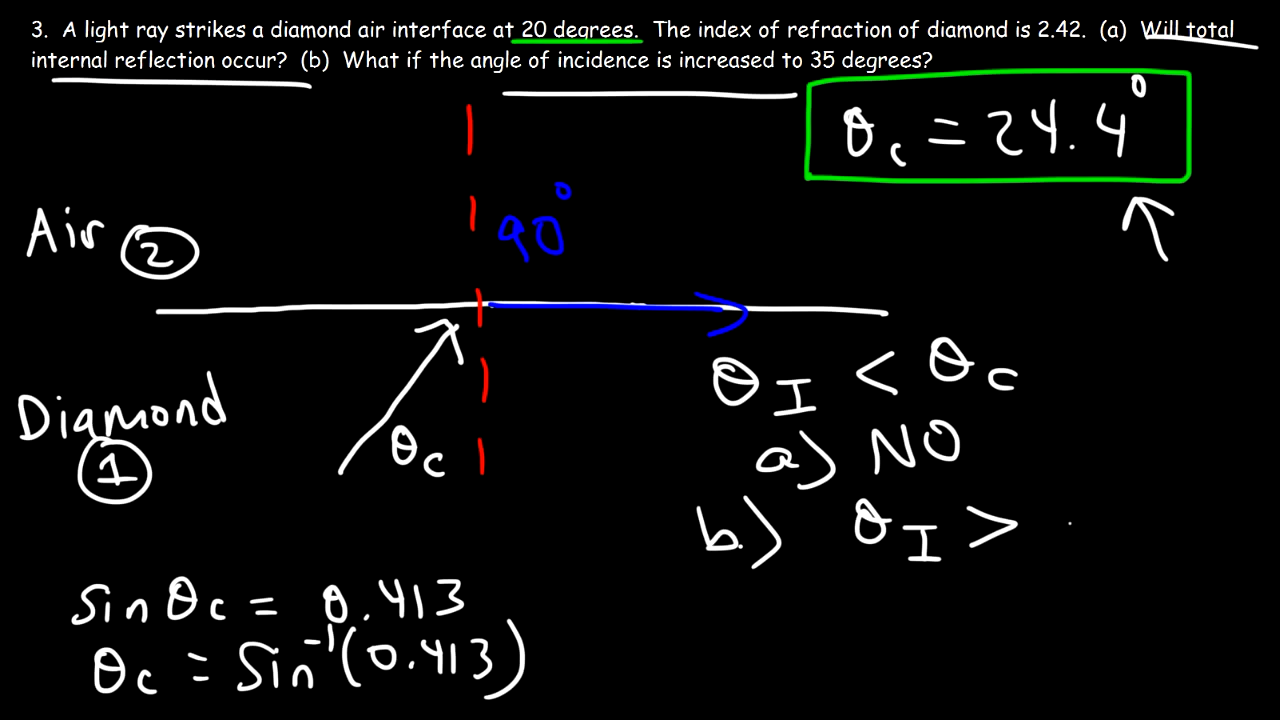 3. A light ray strikes a diamond air interface at 20 degrees. The index of refraction of diamond is 2.42. (a) Will total
internal reflection occur? (b) What if the angle of incidence is increased to 35 degrees?
θc = 24.4°
90°
Air 2
Diamond
1
θc
θI < θc
a) NO
b.) θI >
sin θc = 0.413
θc = sin⁻¹(0.413)